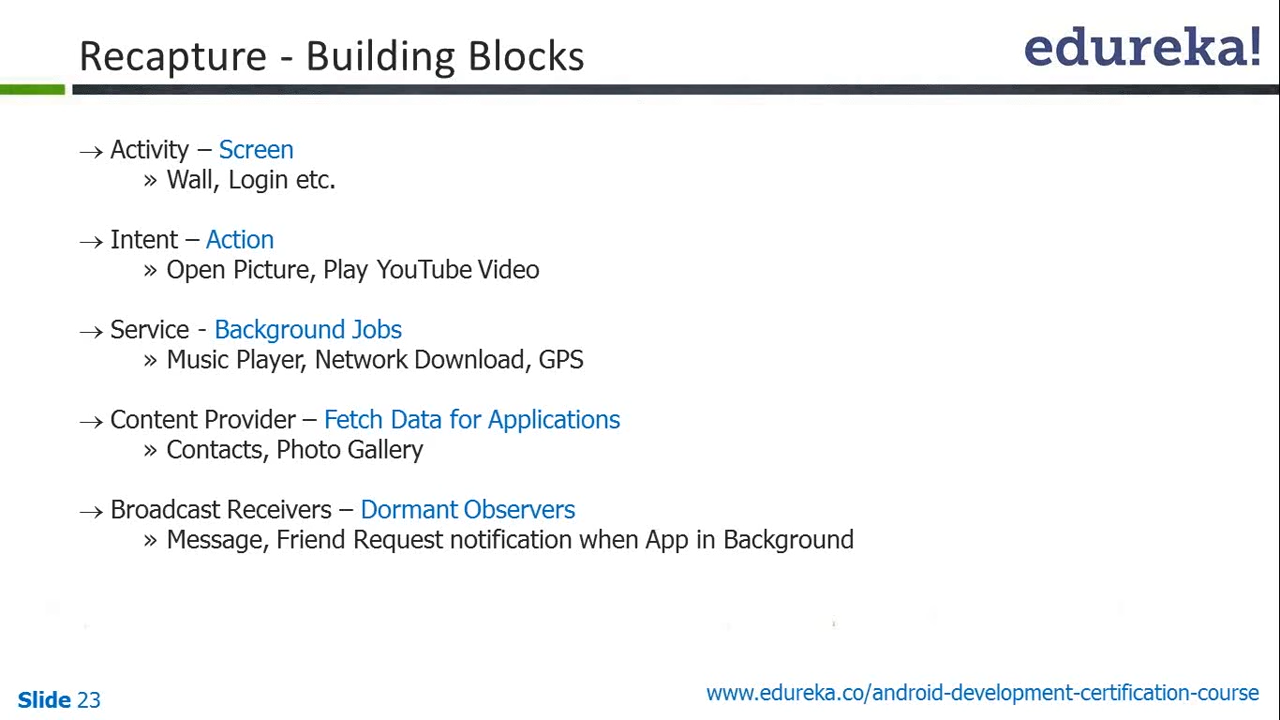 Recapture - Building Blocks
edureka!
→ Activity – Screen
» Wall, Login etc.
→ Intent – Action
» Open Picture, Play YouTube Video
→ Service - Background Jobs
» Music Player, Network Download, GPS
→ Content Provider – Fetch Data for Applications
» Contacts, Photo Gallery
→ Broadcast Receivers – Dormant Observers
» Message, Friend Request notification when App in Background
Slide 23
www.edureka.co/android-development-certification-course